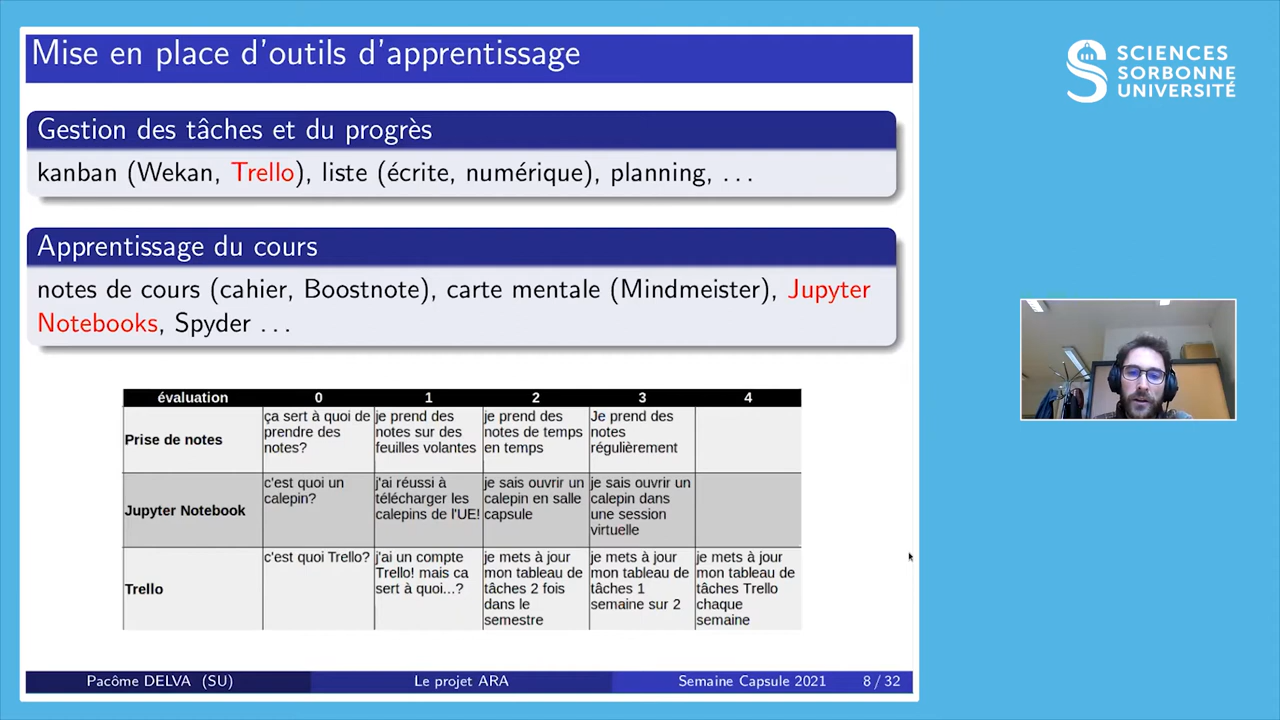 Mise en place d'outils d'apprentissage
SCIENCES
SORBONNE
UNIVERSITÉ
Gestion des tâches et du progrès
kanban (Wekan, Trello), liste (écrite, numérique), planning, ...
Apprentissage du cours
notes de cours (cahier, Boostnote), carte mentale (Mindmeister), Jupyter
Notebooks, Spyder ...
évaluation 0 1 2 3 4
Prise de notes
ça sert à quoi de
prendre des
notes?
je prend des
notes sur des
feuilles volantes
je prend des
notes de temps
en temps
Je prend des
notes
régulièrement
Jupyter Notebook
c'est quoi un
calepin?
j'ai réussi à
télécharger les
calepins de l'UE!
je sais ouvrir un
calepin en salle
capsule
je sais ouvrir un
calepin dans
une session
virtuelle
Trello
c'est quoi Trello?
j'ai un compte
Trello! mais ca
sert à quoi...?
je mets à jour
mon tableau de
tâches 2 fois
dans le
semestre
je mets à jour
mon tableau de
tâches 1
semaine sur 2
je mets à jour
mon tableau de
tâches Trello
chaque
semaine
Pacôme DELVA (SU) Le projet ARA Semaine Capsule 2021 8 / 32